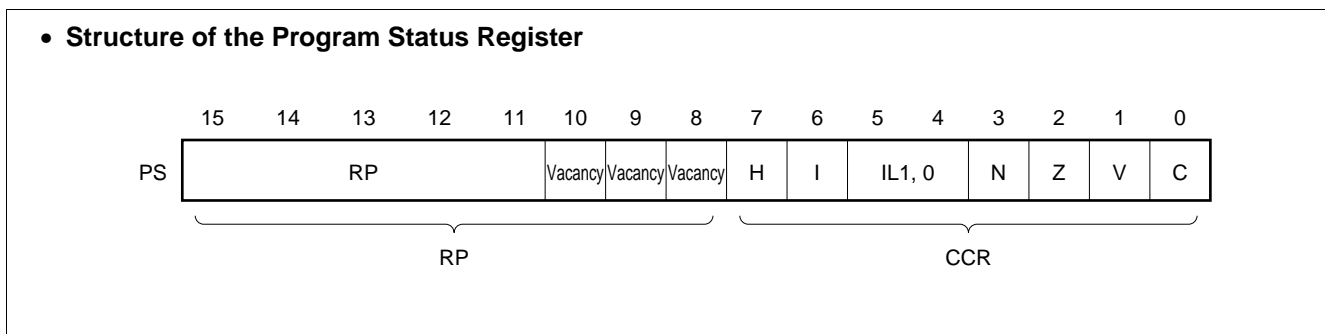 • Structure of the Program Status Register
15 14 13 12 11 10 9 8 7 6 5 4 3 2 1 0
PS RP Vacancy Vacancy Vacancy H I IL1, 0 N Z V C
RP CCR